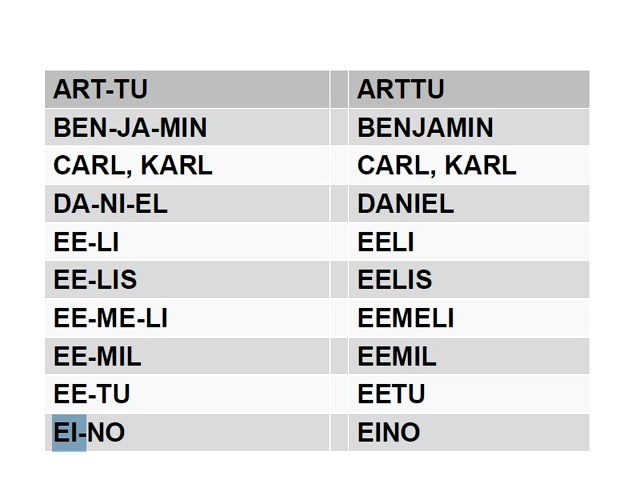 ART-TU ARTTU
BEN-JA-MIN BENJAMIN
CARL, KARL CARL, KARL
DA-NI-EL DANIEL
EE-LI EELI
EE-LIS EELIS
EE-ME-LI EEMELI
EE-MIL EEMIL
EE-TU EETU
EI-NO EINO